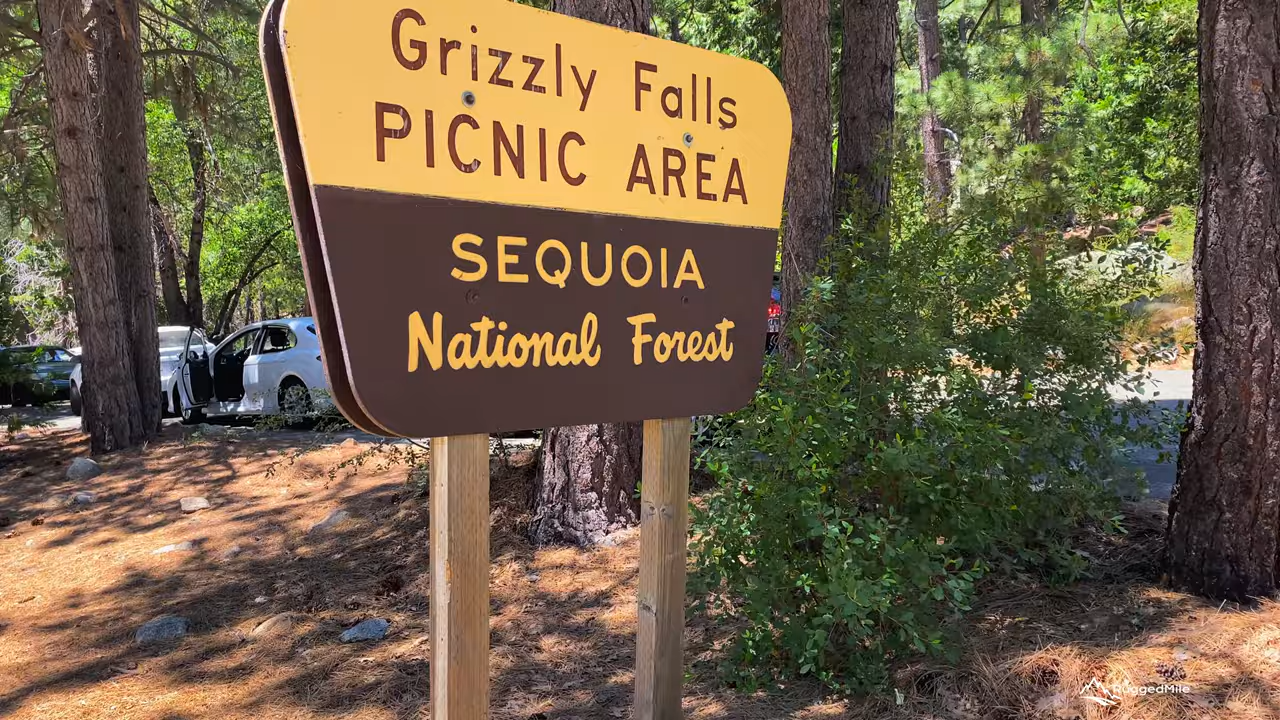 Grizzly Falls
PICNIC AREA
SEQUOIA
National Forest
RuggedMile